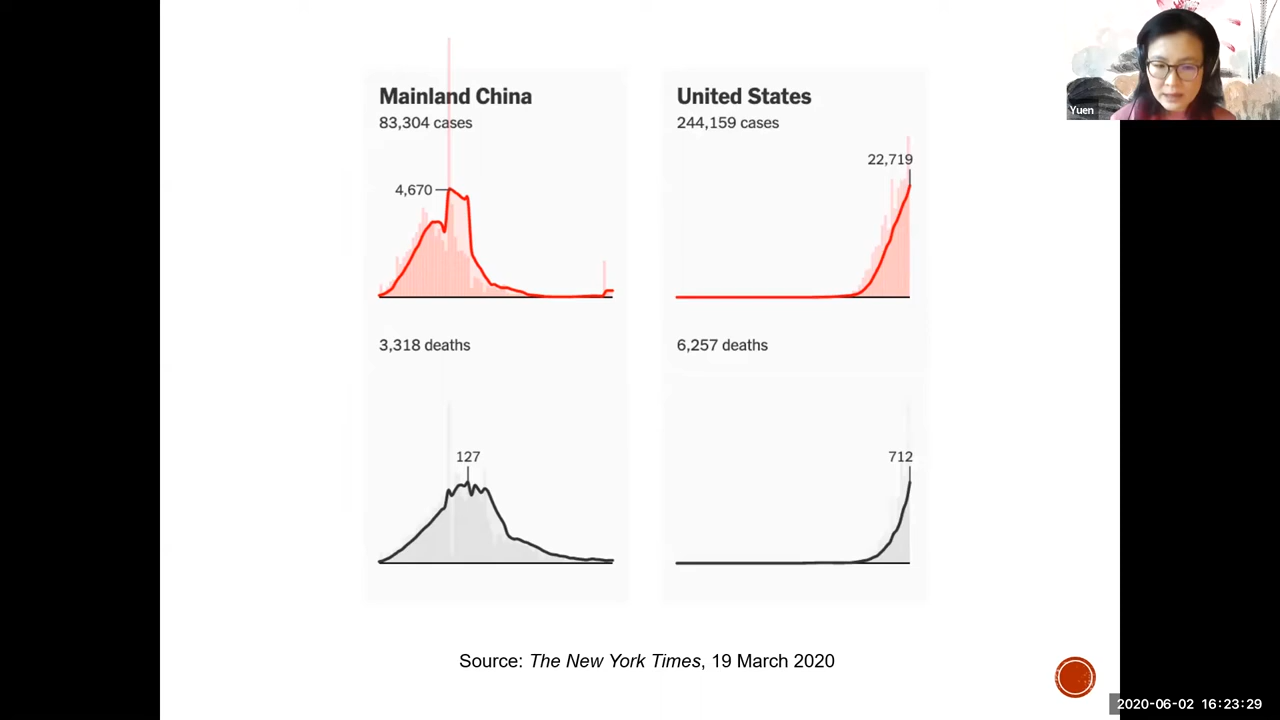 Mainland China
83,304 cases
4,670
3,318 deaths
127
United States
244,159 cases
22,719
6,257 deaths
712
Source: The New York Times, 19 March 2020
Yuen
2020-06-02 16:23:29